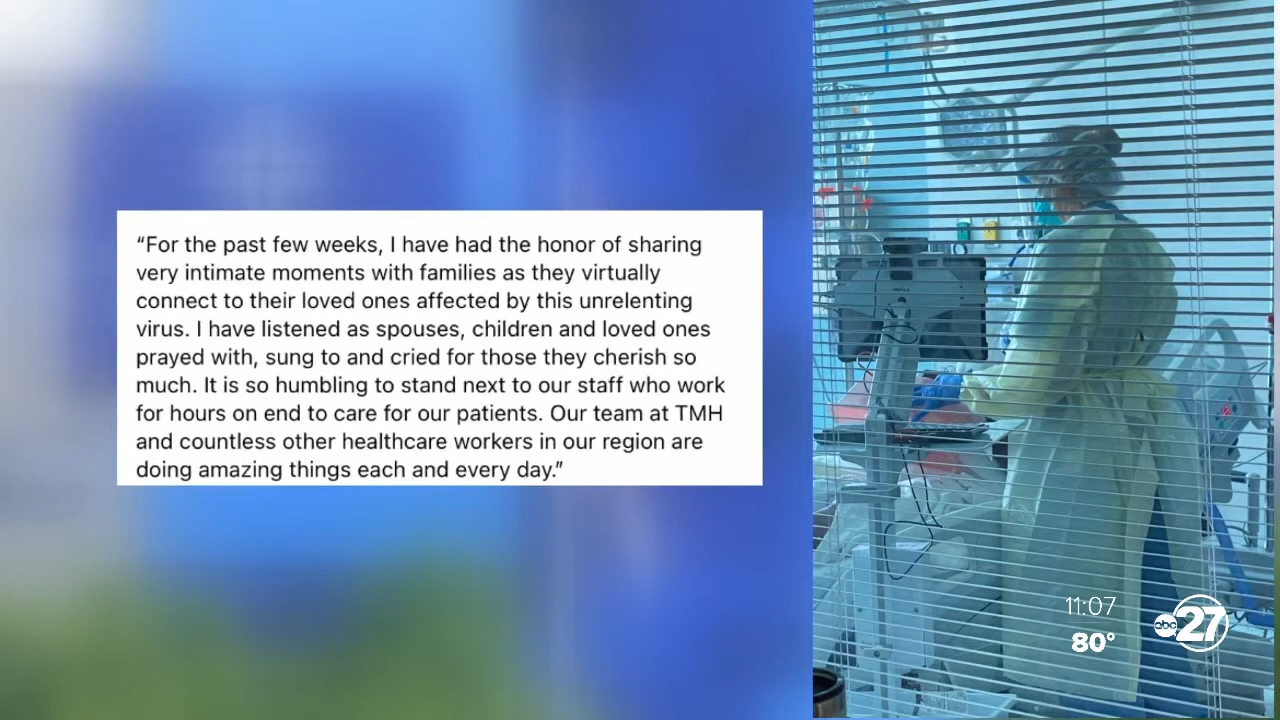 “For the past few weeks, I have had the honor of sharing
very intimate moments with families as they virtually
connect to their loved ones affected by this unrelenting
virus. I have listened as spouses, children and loved ones
prayed with, sung to and cried for those they cherish so
much. It is so humbling to stand next to our staff who work
for hours on end to care for our patients. Our team at TMH
and countless other healthcare workers in our region are
doing amazing things each and every day.”
11:07
80°
abc 27